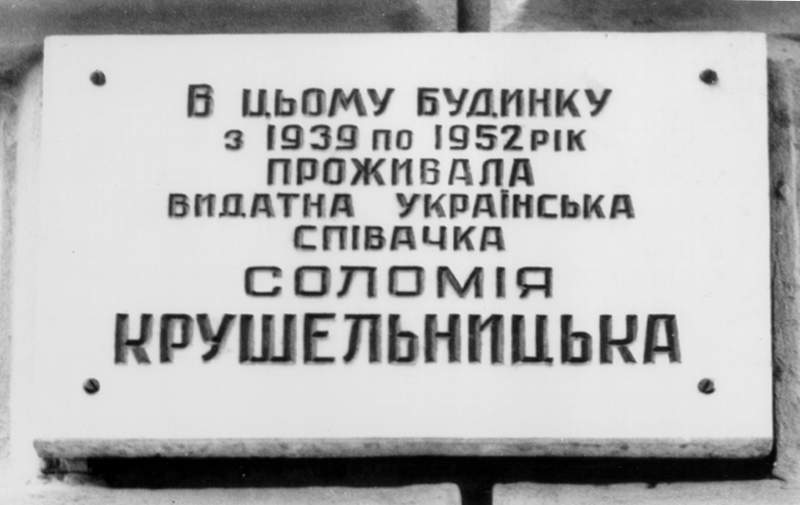 В ЦЬОМУ БУДИНКУ
З 1939 ПО 1952 РІК
ПРОЖИВАЛА
ВИДАТНА УКРАЇНСЬКА
СПІВАЧКА
СОЛОМІЯ
КРУШЕЛЬНИЦЬКА